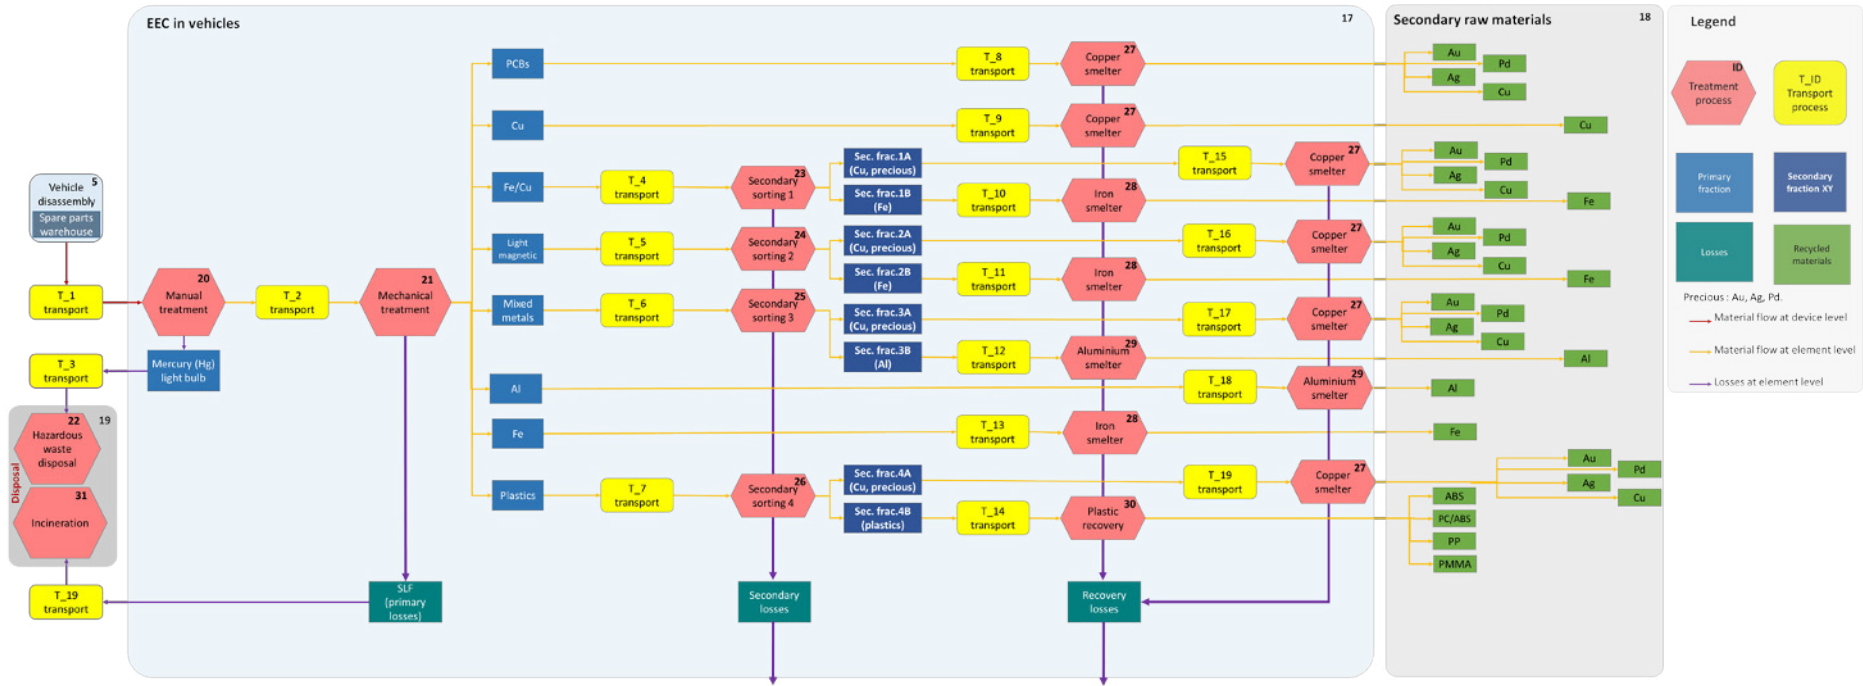 EEC in vehicles
17
Secondary raw materials
18
Legend
ID
Treatment
process
T_ID
Transport
process
Primary
fraction
Secondary
fraction XY
Losses
Recycled
materials
Precious : Au, Ag, Pd.
Material flow at device level
Material flow at element level
Losses at element level
5
Vehicle
disassembly
Spare parts
warehouse
T_1
transport
20
Manual
treatment
T_2
transport
21
Mechanical
treatment
T_3
transport
Mercury (Hg)
light bulb
19
Disposal
22
Hazardous
waste
disposal
31
Incineration
T_19
transport
SLF
(primary
losses)
PCBs
T_8
transport
27
Copper
smelter
Au
Pd
Ag
Cu
Cu
T_9
transport
27
Copper
smelter
Cu
Fe/Cu
T_4
transport
23
Secondary
sorting 1
Sec. frac.1A
(Cu, precious)
T_15
transport
27
Copper
smelter
Au
Pd
Ag
Cu
Sec. frac.1B
(Fe)
T_10
transport
28
Iron
smelter
Fe
Light
magnetic
T_5
transport
24
Secondary
sorting 2
Sec. frac.2A
(Cu, precious)
T_16
transport
27
Copper
smelter
Au
Pd
Ag
Cu
Sec. frac.2B
(Fe)
T_11
transport
28
Iron
smelter
Fe
Mixed
metals
T_6
transport
25
Secondary
sorting 3
Sec. frac.3A
(Cu, precious)
T_17
transport
27
Copper
smelter
Au
Pd
Ag
Cu
Sec. frac.3B
(Al)
T_12
transport
29
Aluminium
smelter
Al
Al
T_18
transport
29
Aluminium
smelter
Al
Fe
T_13
transport
28
Iron
smelter
Fe
Plastics
T_7
transport
26
Secondary
sorting 4
Sec. frac.4A
(Cu, precious)
T_19
transport
27
Copper
smelter
Au
Pd
Ag
Cu
Sec. frac.4B
(plastics)
T_14
transport
30
Plastic
recovery
ABS
PC/ABS
PP
PMMA
Secondary
losses
Recovery
losses